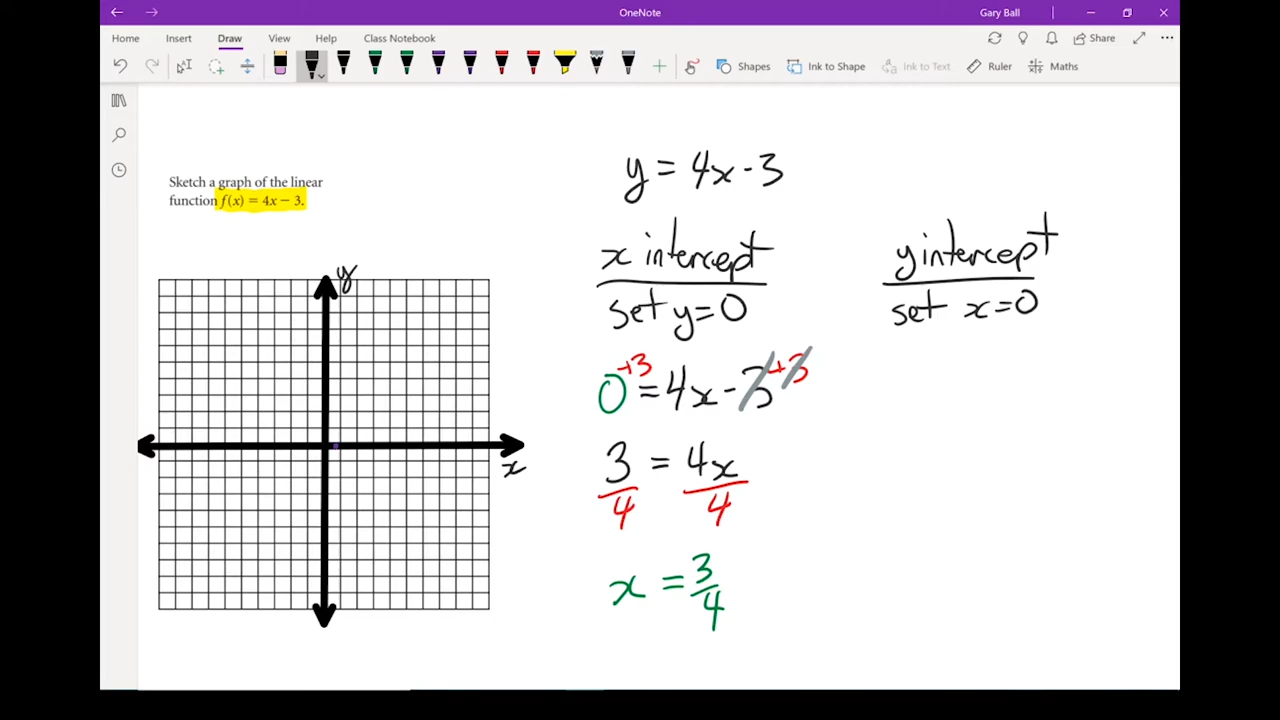 OneNote
Gary Ball
Home Insert Draw View Help Class Notebook
Share
Shapes Ink to Shape Ink to Text Ruler Maths
Sketch a graph of the linear
function f(x) = 4x − 3.
y = 4x - 3
x intercept
set y = 0
y intercept
set x = 0
0 +3 = 4x - 3 +3
3/4 = 4x/4
x = 3/4
y
x